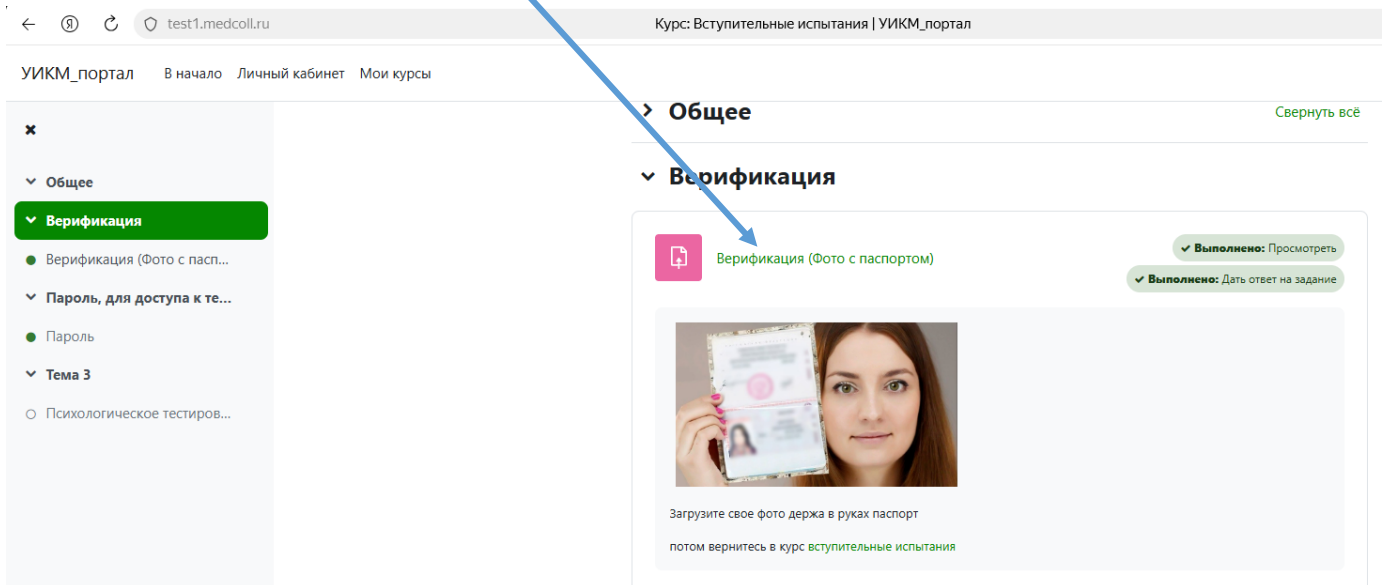 test1.medcoll.ru
Курс: Вступительные испытания | УИКМ_портал
УИКМ_портал
В начало
Личный кабинет
Мои курсы
Общее
Верификация
Верификация (Фото с пасп...
Пароль, для доступа к те...
Пароль
Тема 3
Психологическое тестиров...
Общее
Свернуть всё
Верификация
Верификация (Фото с паспортом)
✔ Выполнено: Просмотреть
✔ Выполнено: Дать ответ на задание
Загрузите свое фото держа в руках паспорт
потом вернитесь в курс вступительные испытания